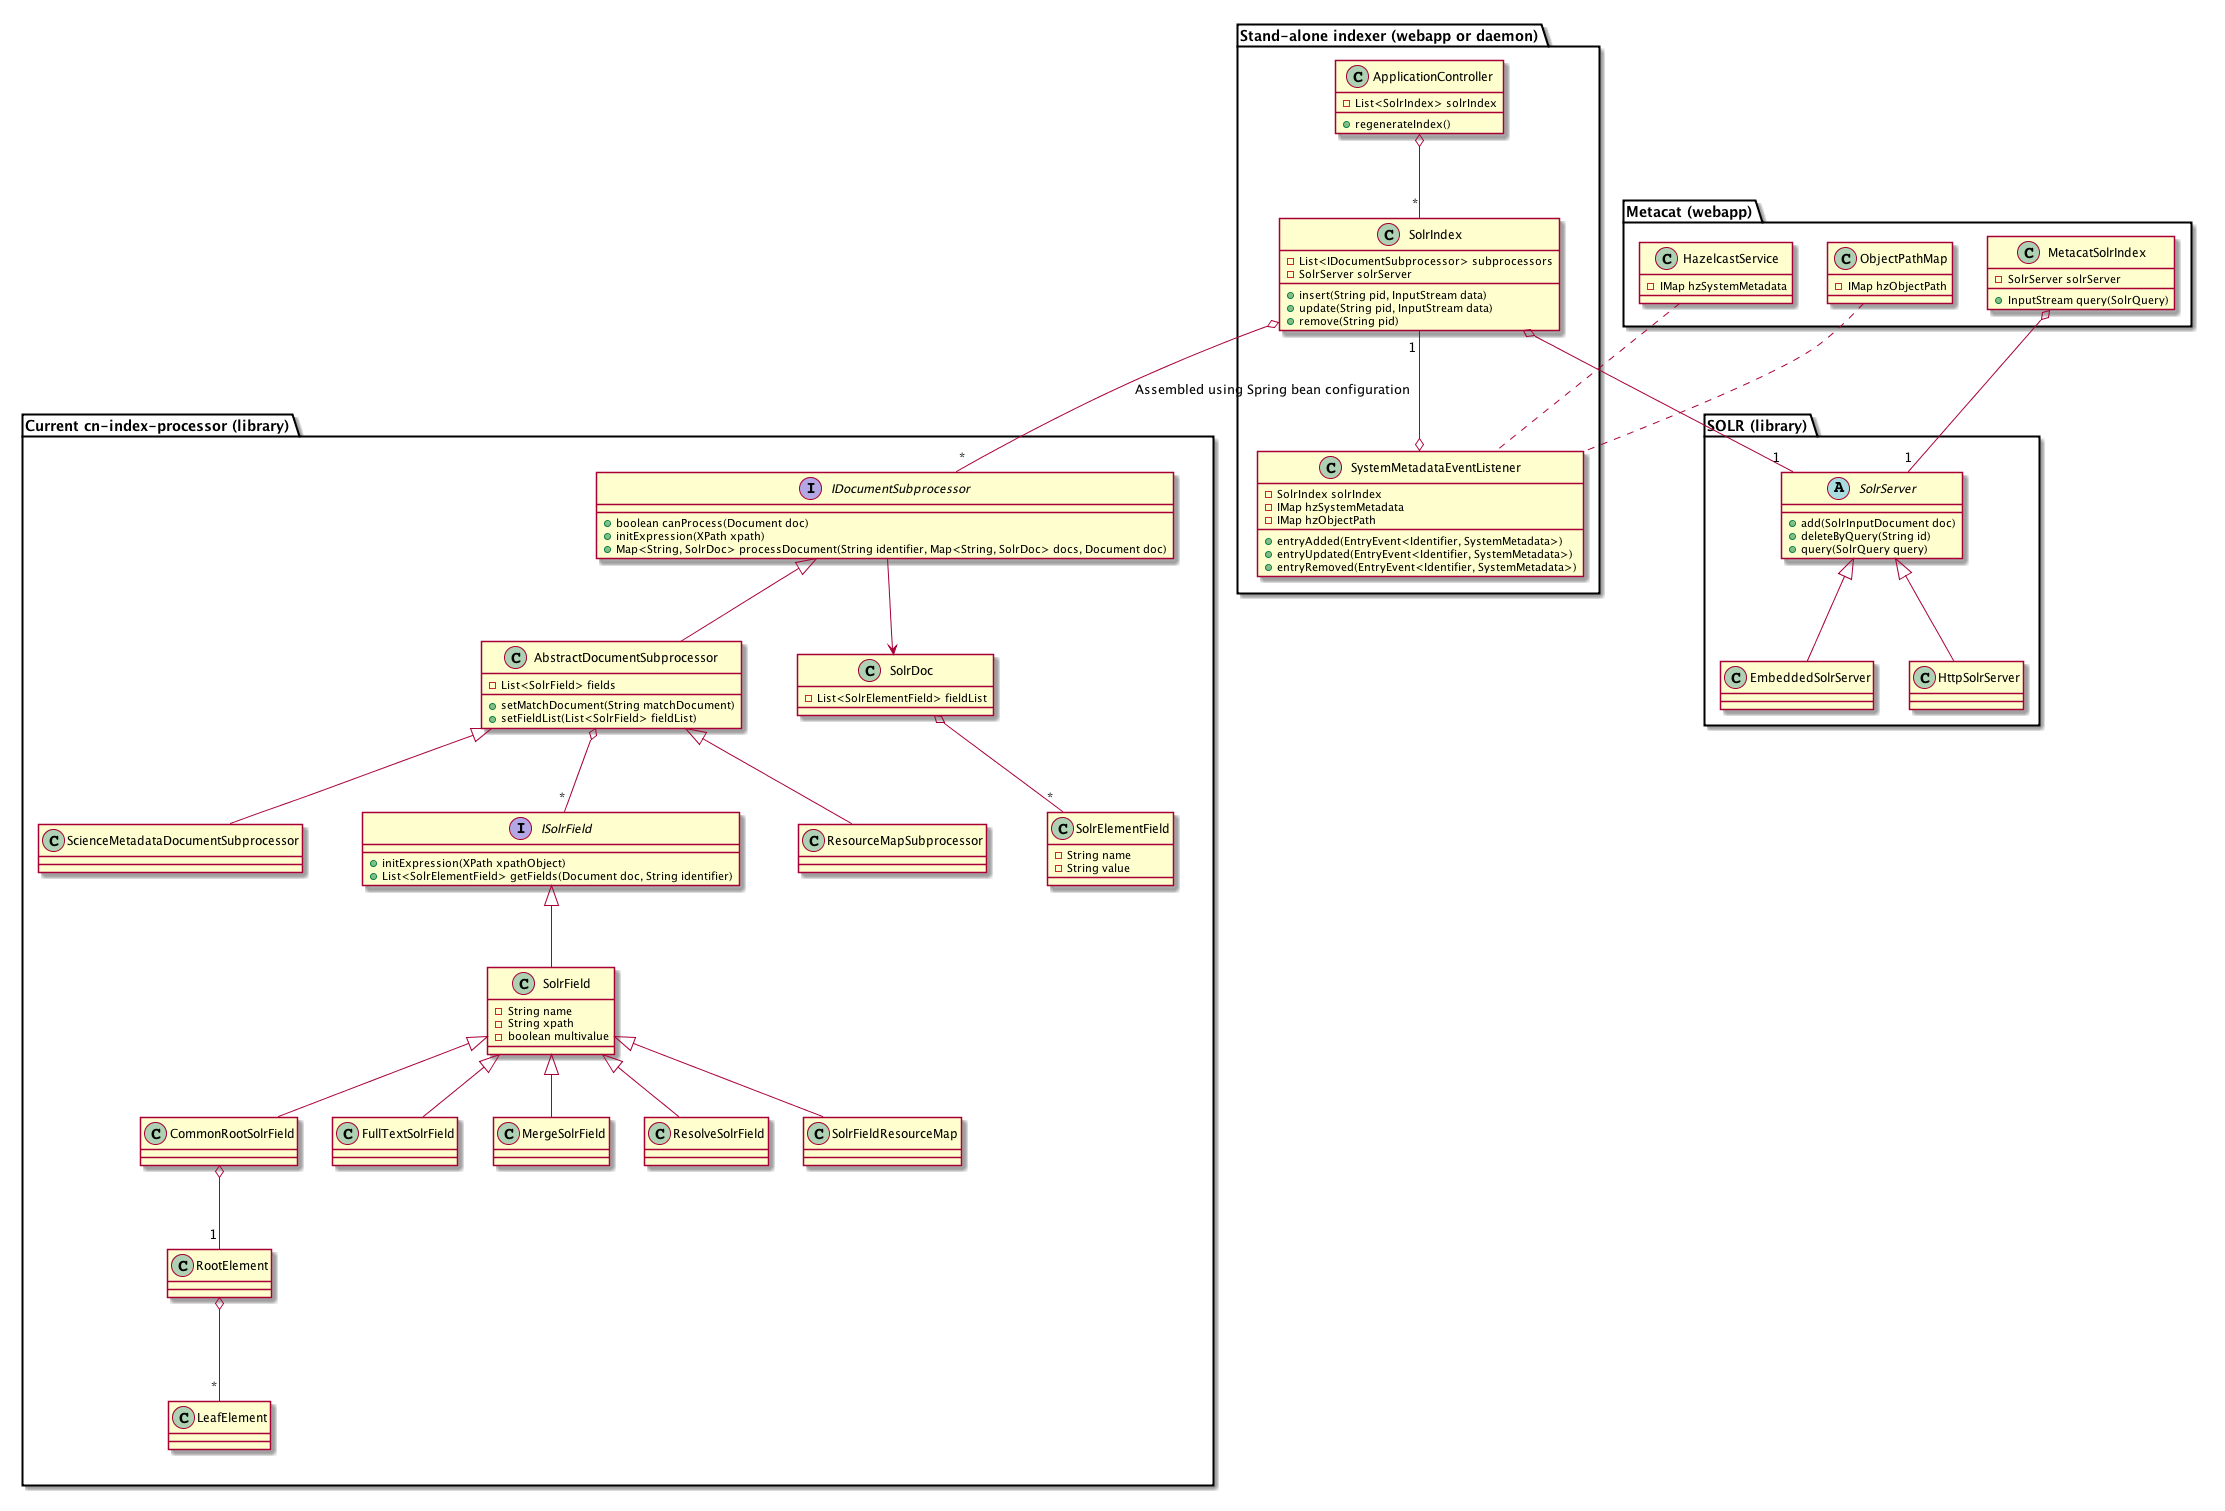 Stand-alone indexer (webapp or daemon)
C ApplicationController
List<SolrIndex> solrIndex
regenerateIndex()
*
C SolrIndex
List<IDocumentSubprocessor> subprocessors
SolrServer solrServer
insert(String pid, InputStream data)
update(String pid, InputStream data)
remove(String pid)
1
Assembled using Spring bean configuration
C SystemMetadataEventListener
SolrIndex solrIndex
IMap hzSystemMetadata
IMap hzObjectPath
entryAdded(EntryEvent<Identifier, SystemMetadata>)
entryUpdated(EntryEvent<Identifier, SystemMetadata>)
entryRemoved(EntryEvent<Identifier, SystemMetadata>)
Metacat (webapp)
C HazelcastService
IMap hzSystemMetadata
C ObjectPathMap
IMap hzObjectPath
C MetacatSolrIndex
SolrServer solrServer
InputStream query(SolrQuery)
SOLR (library)
1
1
A SolrServer
add(SolrInputDocument doc)
deleteByQuery(String id)
query(SolrQuery query)
C EmbeddedSolrServer
C HttpSolrServer
Current cn-index-processor (library)
*
I IDocumentSubprocessor
boolean canProcess(Document doc)
initExpression(XPath xpath)
Map<String, SolrDoc> processDocument(String identifier, Map<String, SolrDoc> docs, Document doc)
C AbstractDocumentSubprocessor
List<SolrField> fields
setMatchDocument(String matchDocument)
setFieldList(List<SolrField> fieldList)
C SolrDoc
List<SolrElementField> fieldList
*
*
C ScienceMetadataDocumentSubprocessor
I ISolrField
initExpression(XPath xpathObject)
List<SolrElementField> getFields(Document doc, String identifier)
C ResourceMapSubprocessor
C SolrElementField
String name
String value
C SolrField
String name
String xpath
boolean multivalue
C CommonRootSolrField
C FullTextSolrField
C MergeSolrField
C ResolveSolrField
C SolrFieldResourceMap
1
C RootElement
*
C LeafElement